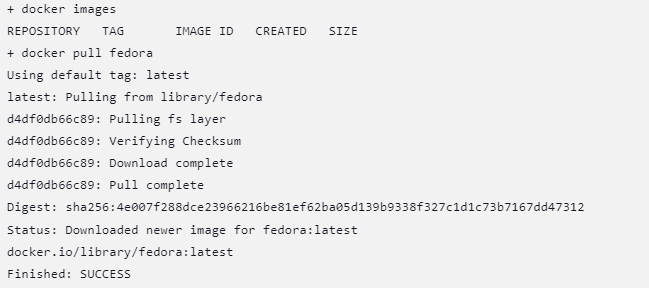 + docker images
REPOSITORY   TAG       IMAGE ID   CREATED   SIZE
+ docker pull fedora
Using default tag: latest
latest: Pulling from library/fedora
d4df0db66c89: Pulling fs layer
d4df0db66c89: Verifying Checksum
d4df0db66c89: Download complete
d4df0db66c89: Pull complete
Digest: sha256:4e007f288dce23966216be81ef62ba05d139b9338f327c1d1c73b7167dd47312
Status: Downloaded newer image for fedora:latest
docker.io/library/fedora:latest
Finished: SUCCESS